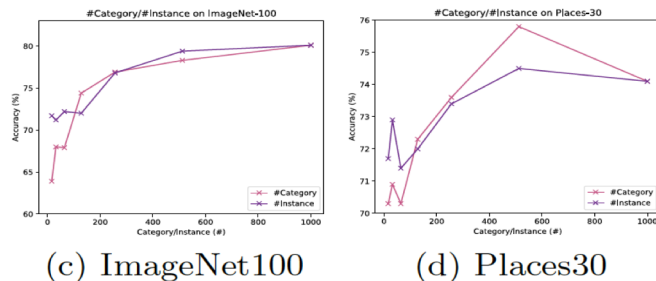 #Category/#Instance on ImageNet-100
80
75
70
65
60
Accuracy (%)
#Category
#Instance
0 200 400 600 800 1000
Category/Instance (#)
(c) ImageNet100
#Category/#Instance on Places-30
76
75
74
73
72
71
70
Accuracy (%)
#Category
#Instance
0 200 400 600 800 1000
Category/Instance (#)
(d) Places30